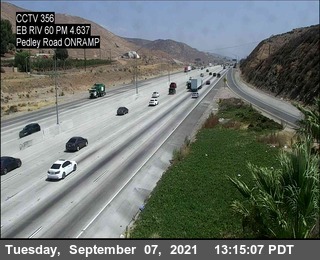 CCTV 356
EB RIV 60 PM 4.637
Pedley Road ONRAMP
Tuesday, September 07, 2021 13:15:07 PDT